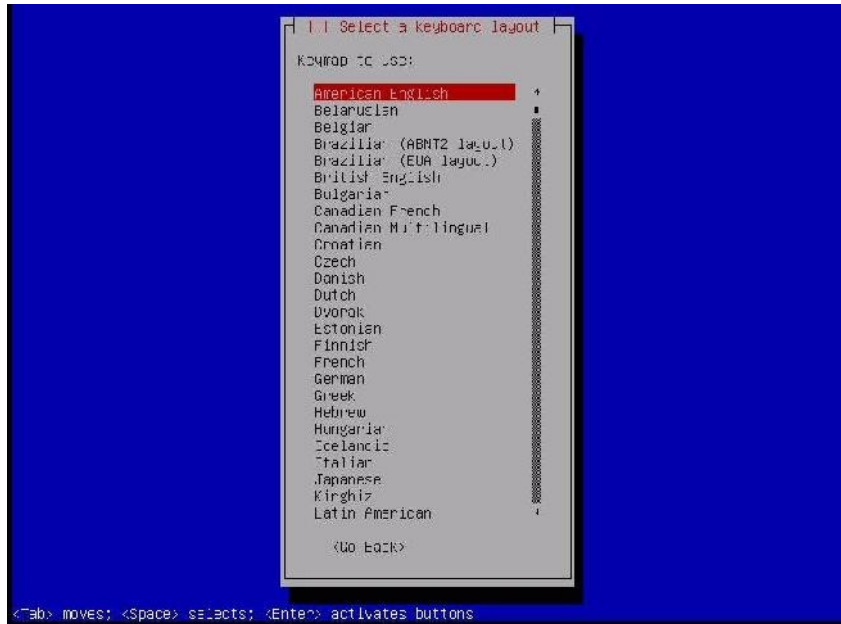 [!] Select a keyboard layout
Keymap to use:
American English
Belarusian
Belgian
Brazilian (ABNT2 layout)
Brazilian (EUA layout)
British English
Bulgarian
Canadian French
Canadian Multilingual
Croatian
Czech
Danish
Dutch
Dvorak
Estonian
Finnish
French
German
Greek
Hebrew
Hungarian
Icelandic
Italian
Japanese
Kirghiz
Latin American
<Go Back>
<Tab> moves; <Space> selects; <Enter> activates buttons